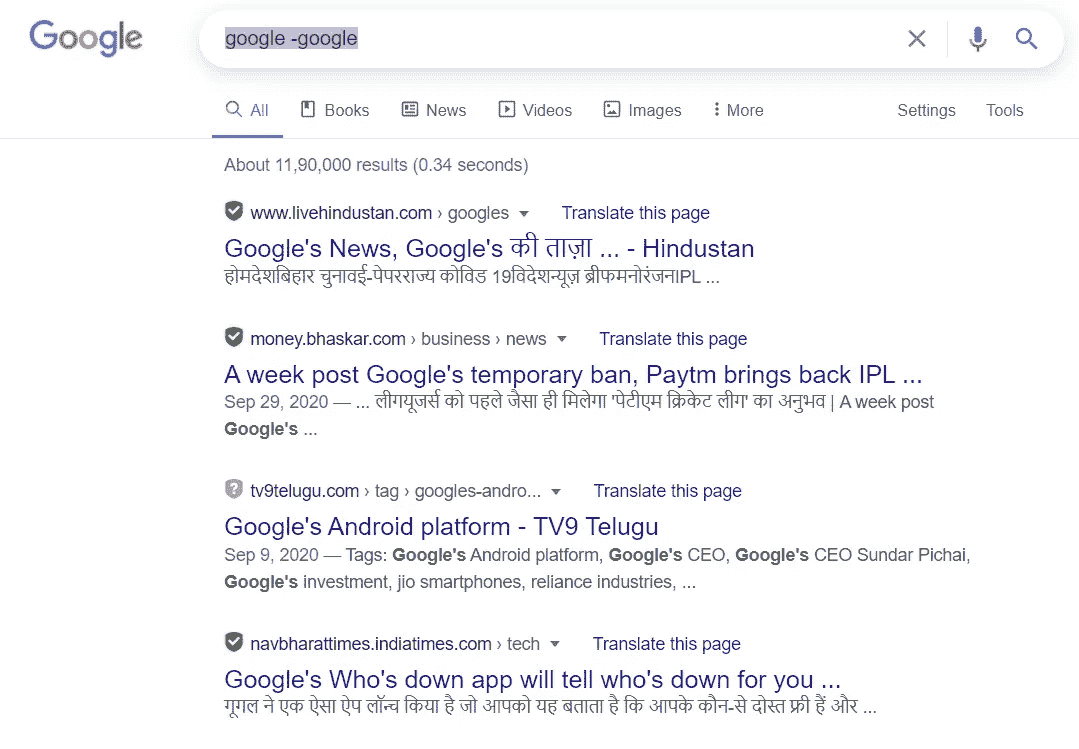 Google
google -google
All Books News Videos Images More Settings Tools
About 11,90,000 results (0.34 seconds)
www.livehindustan.com › googles Translate this page
Google's News, Google's की ताज़ा ... - Hindustan
होमदेशबिहार चुनावई-पेपरराज्य कोविड 19विदेशन्यूज़ ब्रीफमनोरंजनIPL ...
money.bhaskar.com › business › news Translate this page
A week post Google's temporary ban, Paytm brings back IPL ...
Sep 29, 2020 — ... लीगयूजर्स को पहले जैसा ही मिलेगा 'पेटीएम क्रिकेट लीग' का अनुभव | A week post
Google's ...
tv9telugu.com › tag › googles-andro... Translate this page
Google's Android platform - TV9 Telugu
Sep 9, 2020 — Tags: Google's Android platform, Google's CEO, Google's CEO Sundar Pichai,
Google's investment, jio smartphones, reliance industries, ...
navbharattimes.indiatimes.com › tech Translate this page
Google's Who's down app will tell who's down for you ...
गूगल ने एक ऐसा ऐप लॉन्च किया है जो आपको यह बताता है कि आपके कौन-से दोस्त फ्री हैं और ...